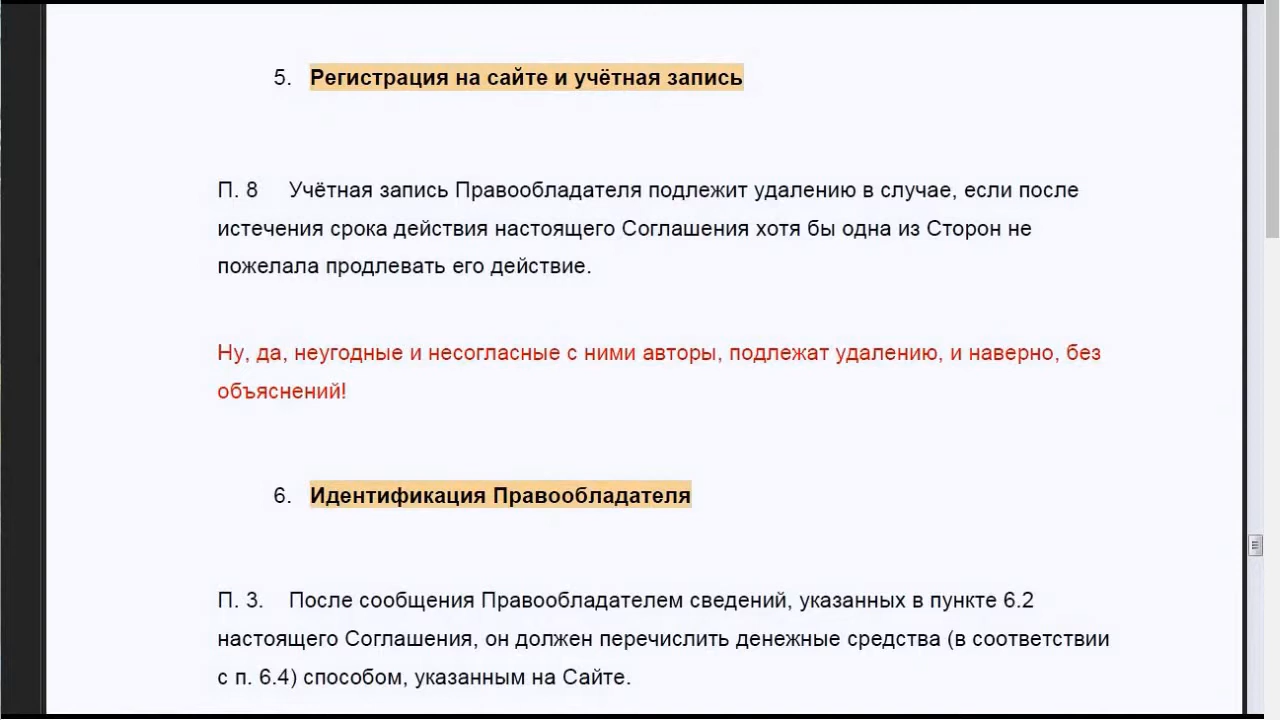 5. Регистрация на сайте и учётная запись
П. 8 Учётная запись Правообладателя подлежит удалению в случае, если после
истечения срока действия настоящего Соглашения хотя бы одна из Сторон не
пожелала продлевать его действие.
Ну, да, неугодные и несогласные с ними авторы, подлежат удалению, и наверно, без
объяснений!
6. Идентификация Правообладателя
П. 3. После сообщения Правообладателем сведений, указанных в пункте 6.2
настоящего Соглашения, он должен перечислить денежные средства (в соответствии
с п. 6.4) способом, указанным на Сайте.